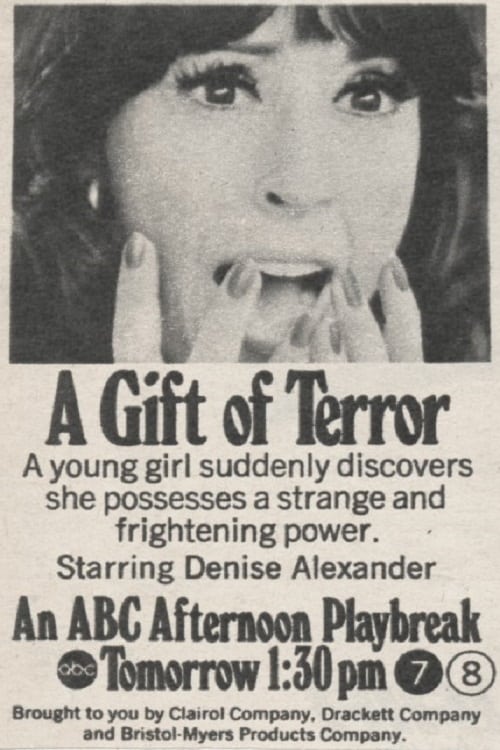 A Gift of Terror
A young girl suddenly discovers
she possesses a strange and
frightening power.
Starring Denise Alexander
An ABC Afternoon Playbreak
abc Tomorrow 1:30 pm 7 8
Brought to you by Clairol Company, Drackett Company
and Bristol-Myers Products Company.